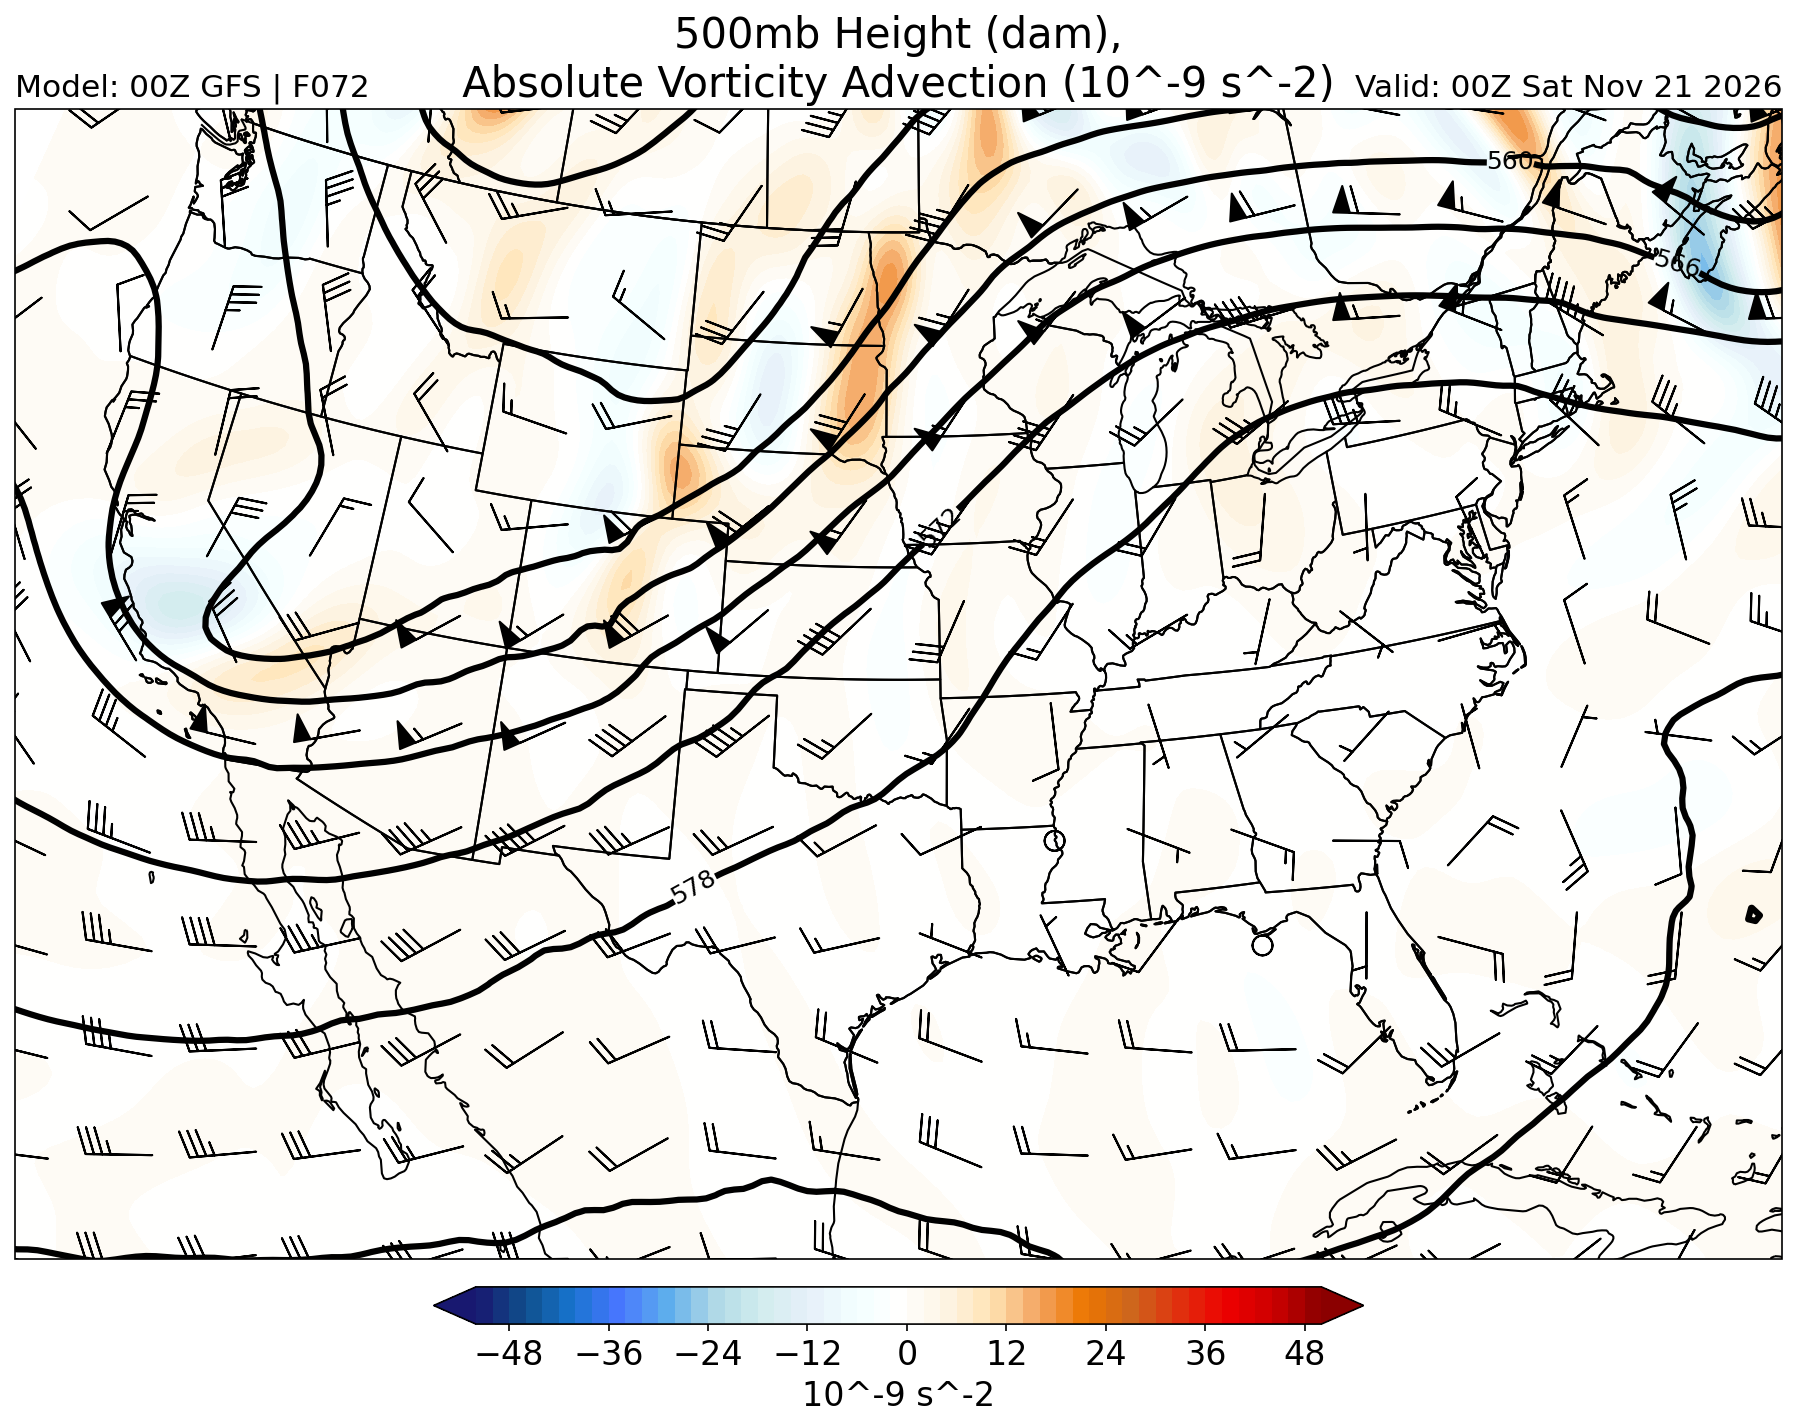 500mb Height (dam),
Model: 00Z GFS | F072
Absolute Vorticity Advection (10^-9 s^-2)
Valid: 00Z Sat Nov 21 2026
560
566
572
578
−48 −36 −24 −12 0 12 24 36 48
10^-9 s^-2